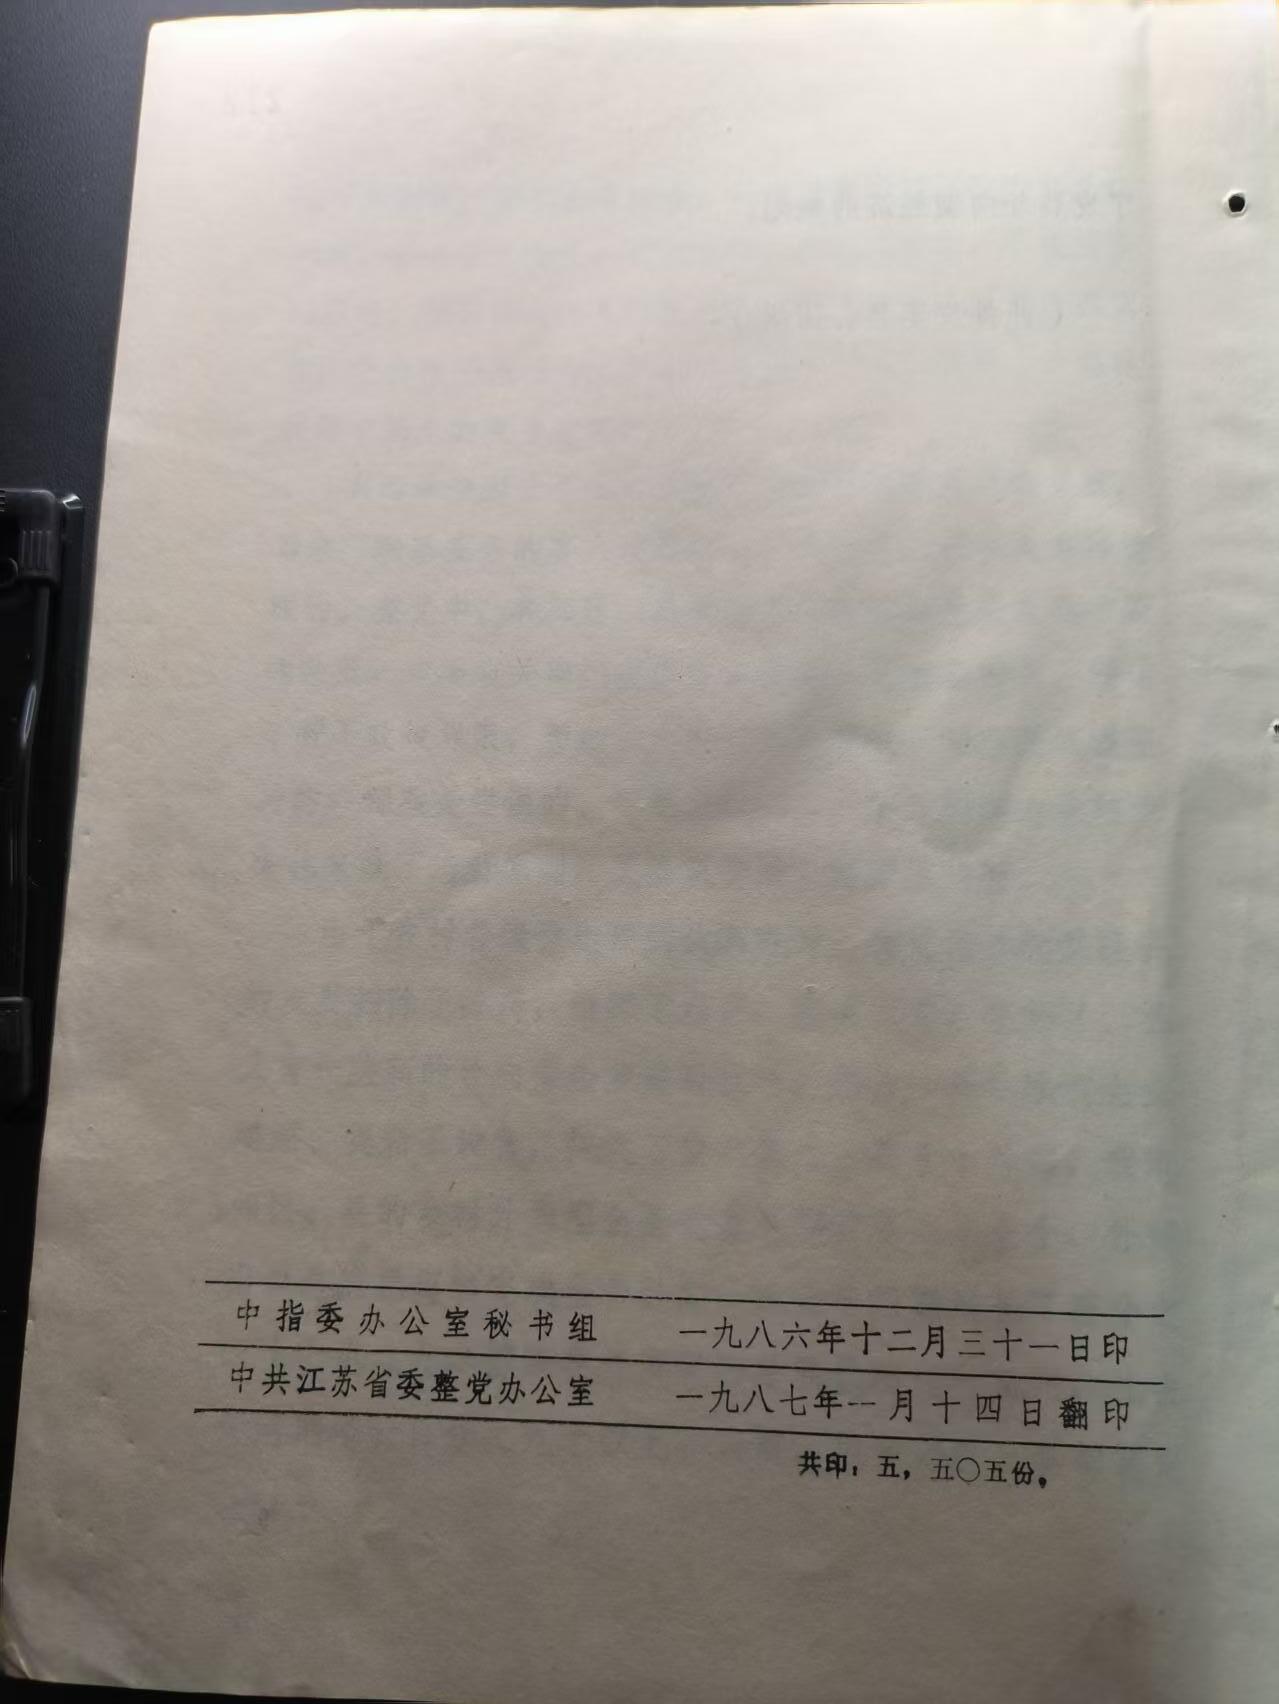 中指委办公室秘书组 一九八六年十二月三十一日印
中共江苏省委整党办公室 一九八七年一月十四日翻印
共印：五，五〇五份。